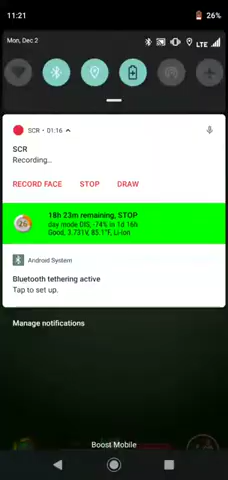 11:21
26%
Mon, Dec 2
LTE
SCR • 01:16
SCR
Recording...
RECORD FACE STOP DRAW
26
18h 23m remaining, STOP
day mode DIS, -74% in 1d 16h
Good, 3.731V, 85.1°F, Li-ion
Android System
Bluetooth tethering active
Tap to set up.
Manage notifications
Boost Mobile